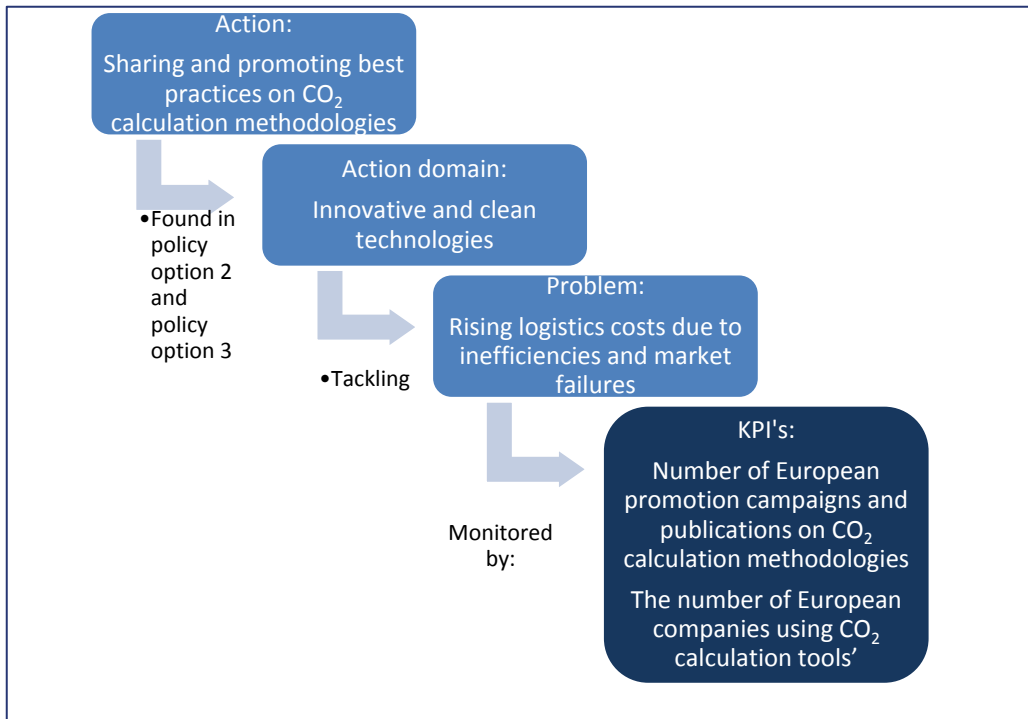 Action:
Sharing and promoting best
practices on CO₂
calculation methodologies
•Found in
policy
option 2
and
policy
option 3
Action domain:
Innovative and clean
technologies
•Tackling
Problem:
Rising logistics costs due to
inefficiencies and market
failures
Monitored
by:
KPI's:
Number of European
promotion campaigns and
publications on CO₂
calculation methodologies
The number of European
companies using CO₂
calculation tools’